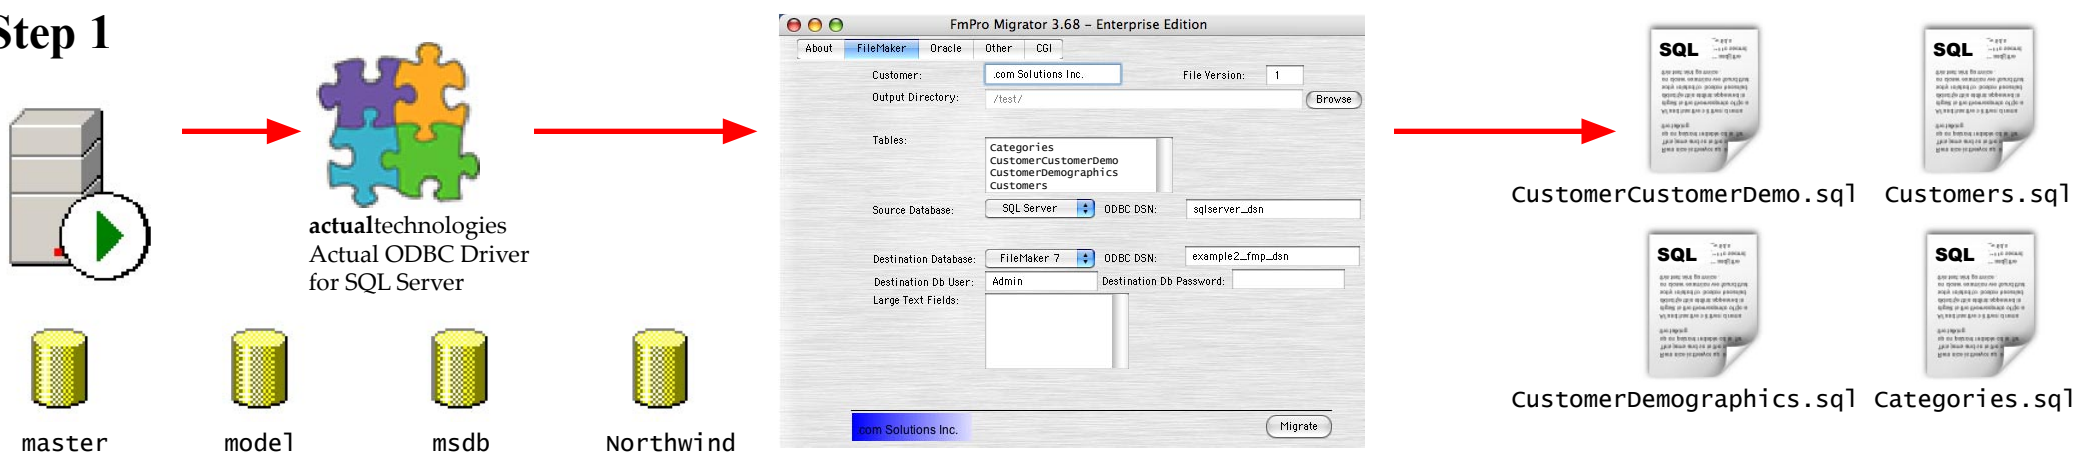 Step 1
actualtechnologies
Actual ODBC Driver
for SQL Server
master
model
msdb
Northwind
FmPro Migrator 3.68 – Enterprise Edition
About FileMaker Oracle Other CGI
Customer: .com Solutions Inc. File Version: 1
Output Directory: /test/ Browse
Tables:
Categories
CustomerCustomerDemo
CustomerDemographics
Customers
Source Database: SQL Server ODBC DSN: sqlserver_dsn
Destination Database: FileMaker 7 ODBC DSN: example2_fmp_dsn
Destination Db User: Admin Destination Db Password:
Large Text Fields:
.com Solutions Inc.
Migrate
SQL
CustomerCustomerDemo.sql
SQL
Customers.sql
SQL
CustomerDemographics.sql
SQL
Categories.sql